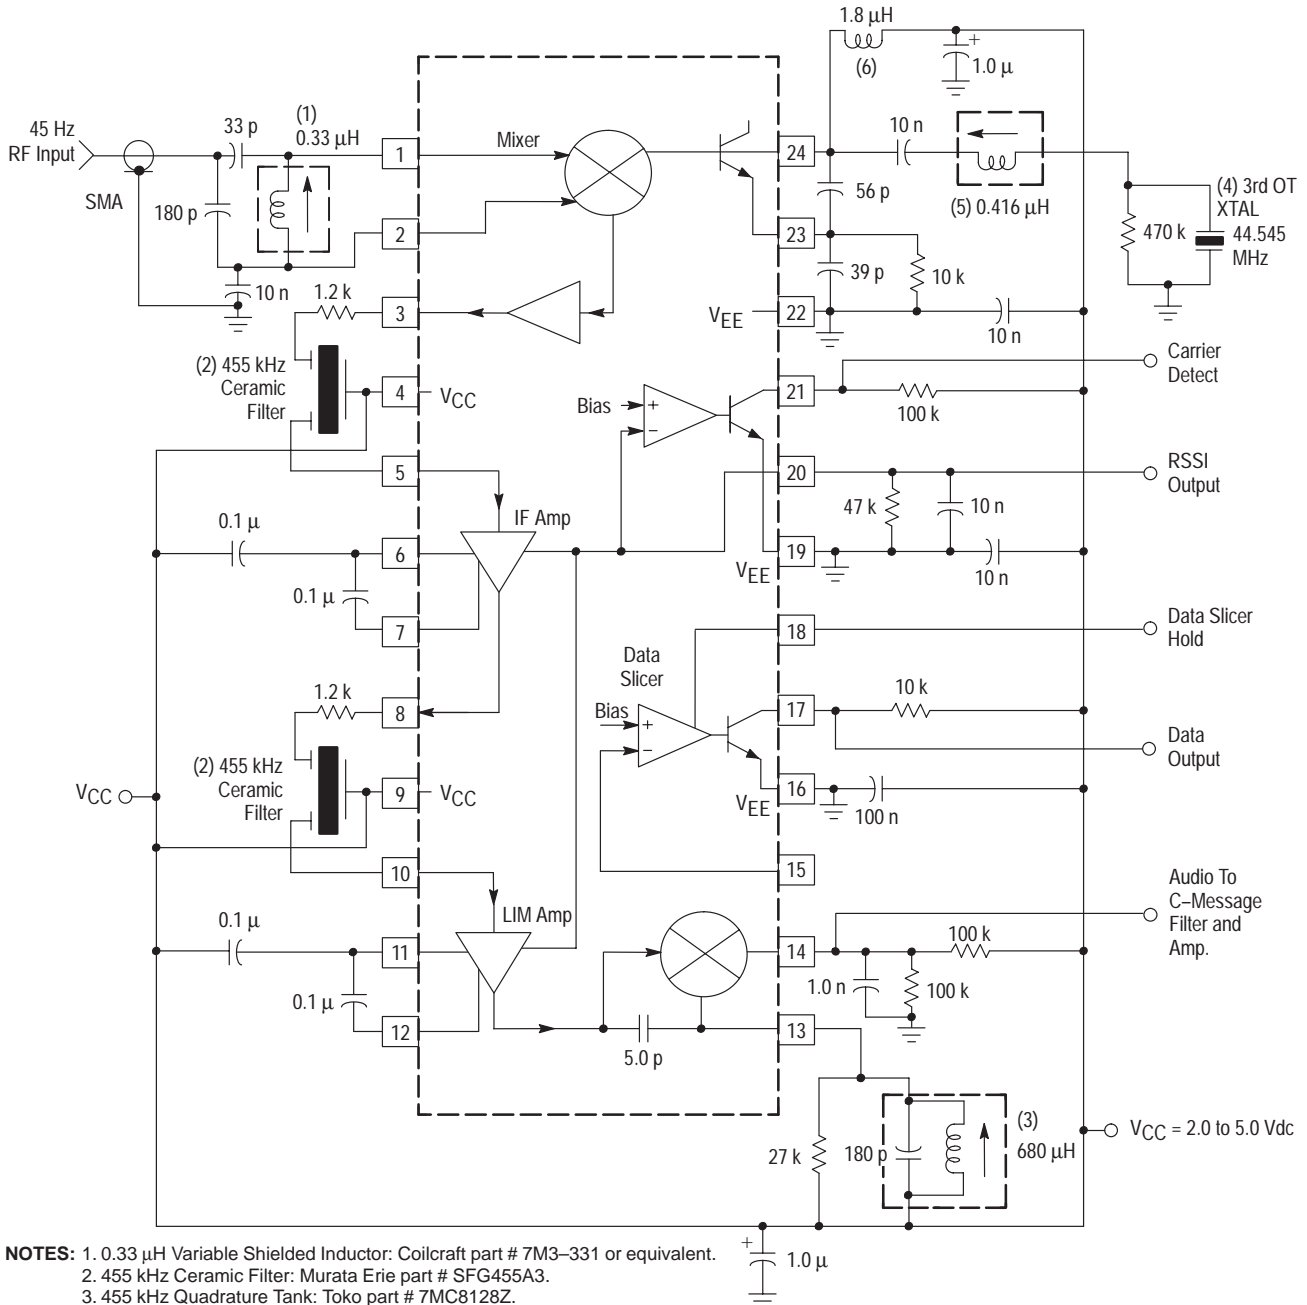 1.8 µH
(6)
+
1.0 µ
45 Hz
RF Input
SMA
33 p
(1)
0.33 µH
180 p
10 n
1
Mixer
24
10 n
(5) 0.416 µH
56 p
(4) 3rd OT
XTAL
44.545
MHz
470 k
2
23
39 p
10 k
1.2 k
3
VEE
22
10 n
(2) 455 kHz
Ceramic
Filter
4
VCC
Bias
+
−
21
100 k
Carrier
Detect
5
20
47 k
10 n
RSSI
Output
0.1 µ
6
IF Amp
VEE
19
10 n
0.1 µ
7
18
Data Slicer
Hold
Data
Slicer
1.2 k
8
Bias
+
−
17
10 k
Data
Output
VCC
(2) 455 kHz
Ceramic
Filter
9
VCC
VEE
16
100 n
10
15
LIM Amp
0.1 µ
11
14
100 k
1.0 n
100 k
Audio To
C–Message
Filter and
Amp.
0.1 µ
12
5.0 p
13
27 k
180 p
(3)
680 µH
VCC = 2.0 to 5.0 Vdc
+
1.0 µ
NOTES: 1. 0.33 µH Variable Shielded Inductor: Coilcraft part # 7M3–331 or equivalent.
2. 455 kHz Ceramic Filter: Murata Erie part # SFG455A3.
3. 455 kHz Quadrature Tank: Toko part # 7MC8128Z.